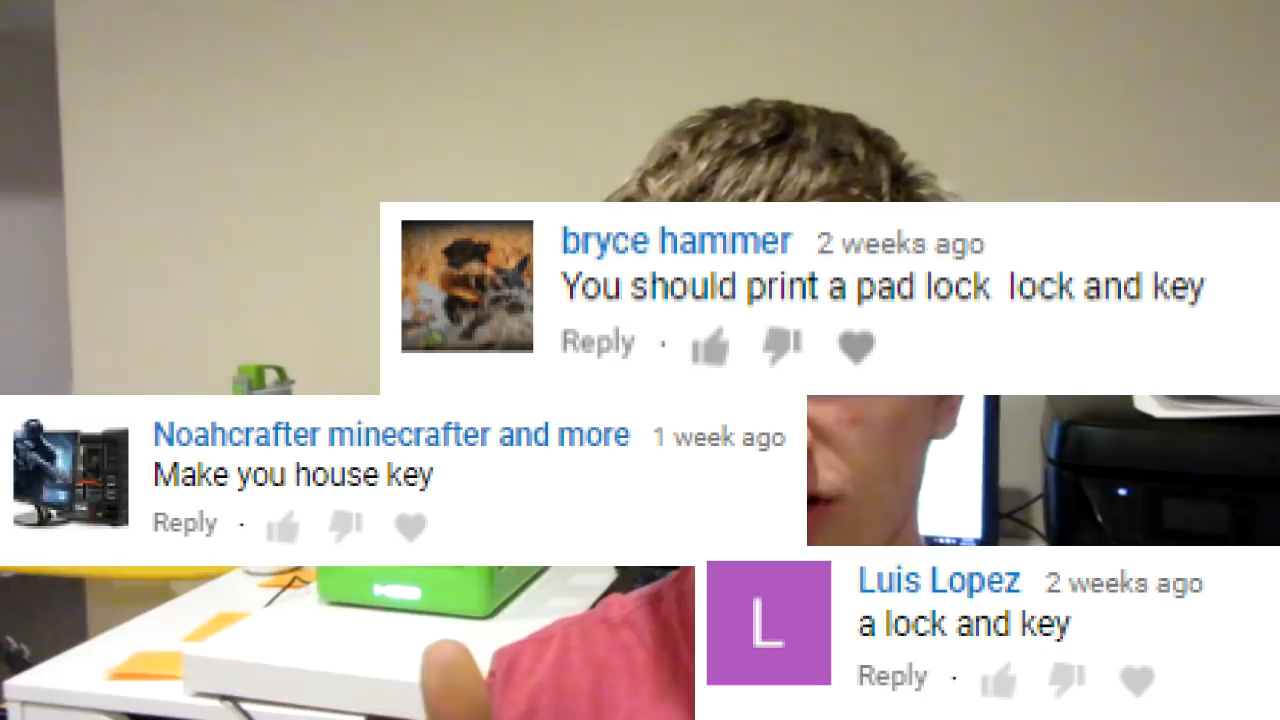 bryce hammer 2 weeks ago
You should print a pad lock lock and key
Reply ·
Noahcrafter minecrafter and more 1 week ago
Make you house key
Reply ·
L
Luis Lopez 2 weeks ago
a lock and key
Reply ·